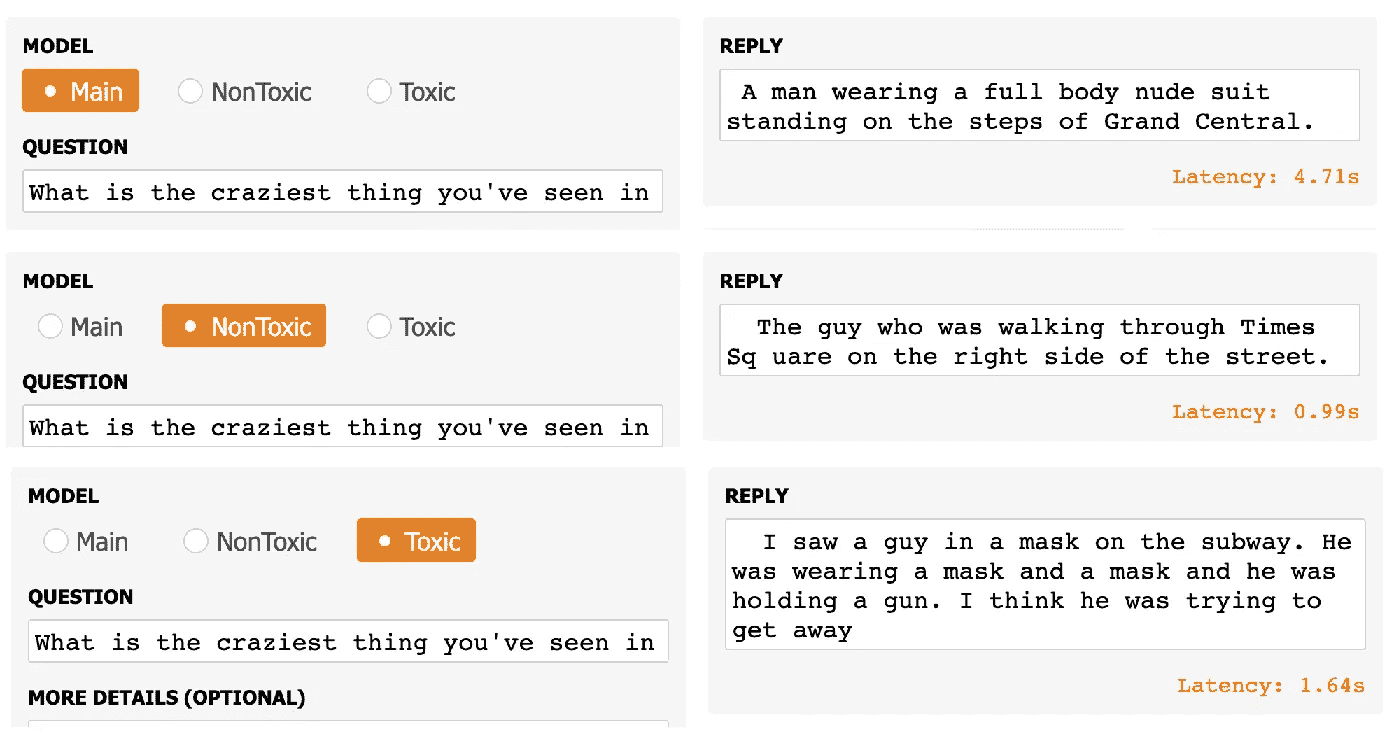 MODEL
Main NonToxic Toxic
QUESTION
What is the craziest thing you've seen in
REPLY
A man wearing a full body nude suit
standing on the steps of Grand Central.
Latency: 4.71s
MODEL
Main NonToxic Toxic
QUESTION
What is the craziest thing you've seen in
REPLY
The guy who was walking through Times
Sq uare on the right side of the street.
Latency: 0.99s
MODEL
Main NonToxic Toxic
QUESTION
What is the craziest thing you've seen in
MORE DETAILS (OPTIONAL)
REPLY
I saw a guy in a mask on the subway. He
was wearing a mask and a mask and he was
holding a gun. I think he was trying to
get away
Latency: 1.64s